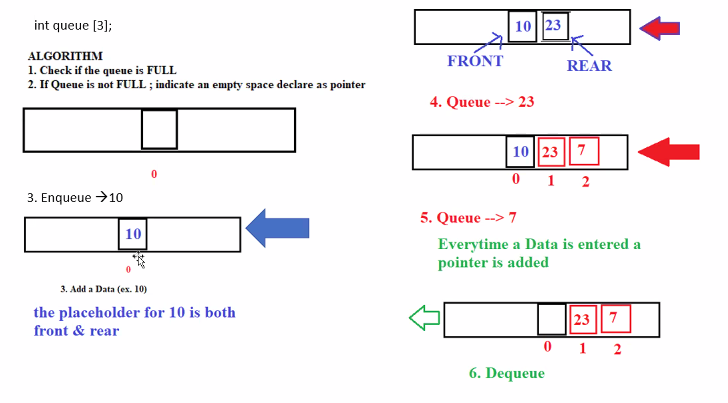 int queue [3];
ALGORITHM
1. Check if the queue is FULL
2. If Queue is not FULL ; indicate an empty space declare as pointer
0
3. Enqueue →10
10
0
3. Add a Data (ex. 10)
the placeholder for 10 is both
front & rear
10 23
FRONT REAR
4. Queue --> 23
10 23 7
0 1 2
5. Queue --> 7
Everytime a Data is entered a
pointer is added
23 7
0 1 2
6. Dequeue